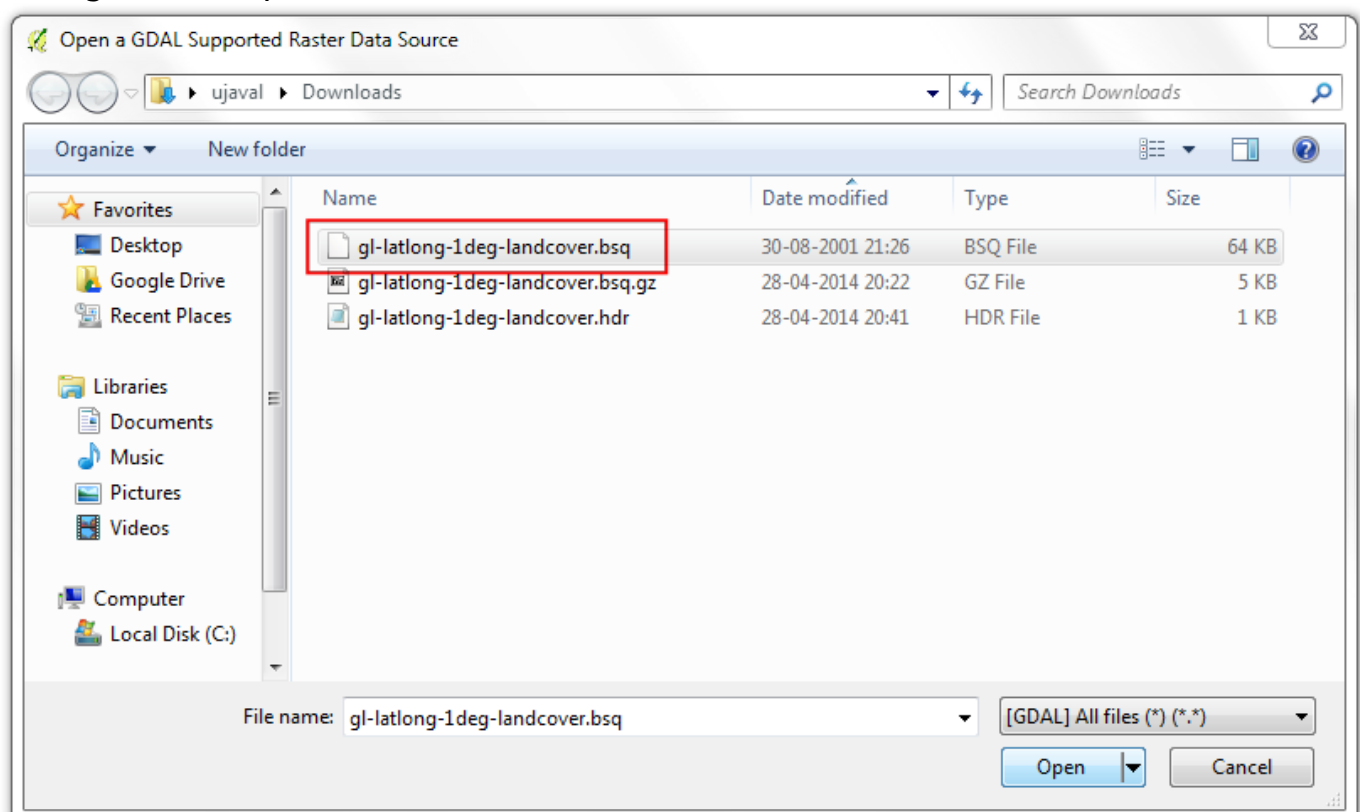 Open a GDAL Supported Raster Data Source
ujaval Downloads Search Downloads
Organize New folder
Name Date modified Type Size
Favorites
Desktop
Google Drive
Recent Places
Libraries
Documents
Music
Pictures
Videos
Computer
Local Disk (C:)
gl-latlong-1deg-landcover.bsq 30-08-2001 21:26 BSQ File 64 KB
gl-latlong-1deg-landcover.bsq.gz 28-04-2014 20:22 GZ File 5 KB
gl-latlong-1deg-landcover.hdr 28-04-2014 20:41 HDR File 1 KB
File name: gl-latlong-1deg-landcover.bsq [GDAL] All files (*) (*.*)
Open Cancel